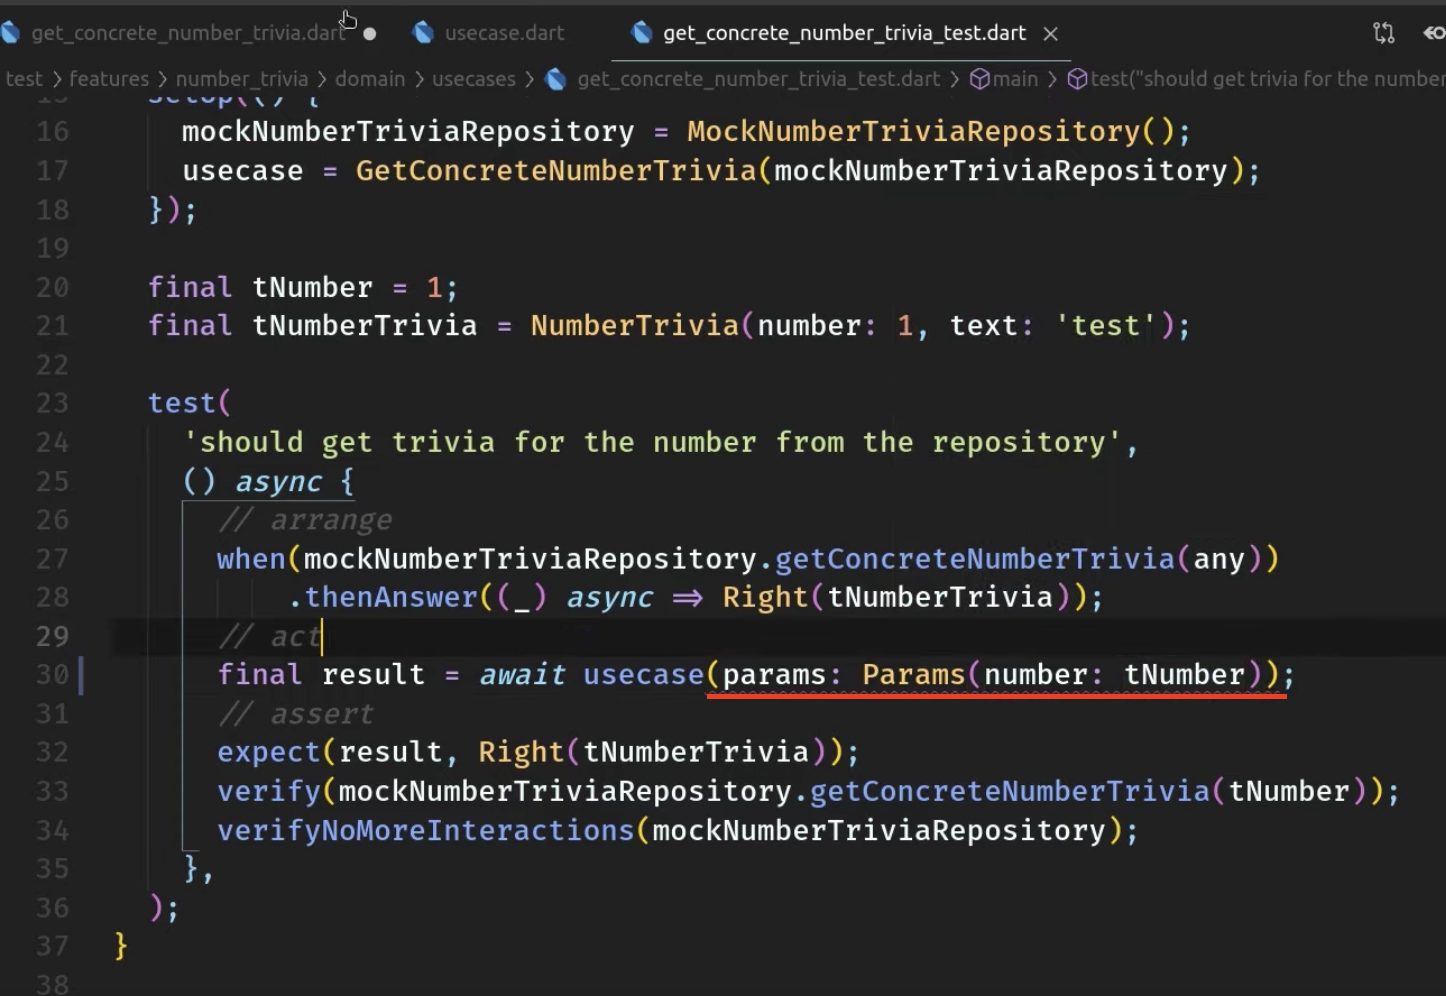 get_concrete_number_trivia.dart
usecase.dart
get_concrete_number_trivia_test.dart
test > features > number_trivia > domain > usecases > get_concrete_number_trivia_test.dart > main > test("should get trivia for the number
setUp(() {
16 mockNumberTriviaRepository = MockNumberTriviaRepository();
17 usecase = GetConcreteNumberTrivia(mockNumberTriviaRepository);
18 });
19
20 final tNumber = 1;
21 final tNumberTrivia = NumberTrivia(number: 1, text: 'test');
22
23 test(
24 'should get trivia for the number from the repository',
25 () async {
26 // arrange
27 when(mockNumberTriviaRepository.getConcreteNumberTrivia(any))
28 .thenAnswer((_) async => Right(tNumberTrivia));
29 // act
30 final result = await usecase(params: Params(number: tNumber));
31 // assert
32 expect(result, Right(tNumberTrivia));
33 verify(mockNumberTriviaRepository.getConcreteNumberTrivia(tNumber));
34 verifyNoMoreInteractions(mockNumberTriviaRepository);
35 },
36 );
37 }
38